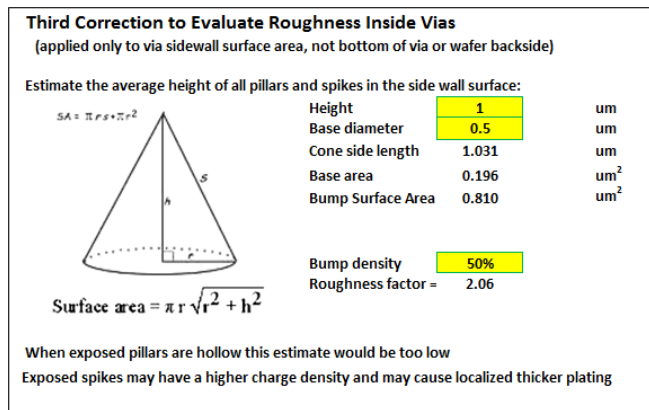 Third Correction to Evaluate Roughness Inside Vias
(applied only to via sidewall surface area, not bottom of via or wafer backside)
Estimate the average height of all pillars and spikes in the side wall surface:
SA = πrs+πr²
Height 1 um
Base diameter 0.5 um
Cone side length 1.031 um
Base area 0.196 um²
Bump Surface Area 0.810 um²
s
h
r
Bump density 50%
Roughness factor = 2.06
Surface area = π r √r² + h²
When exposed pillars are hollow this estimate would be too low
Exposed spikes may have a higher charge density and may cause localized thicker plating